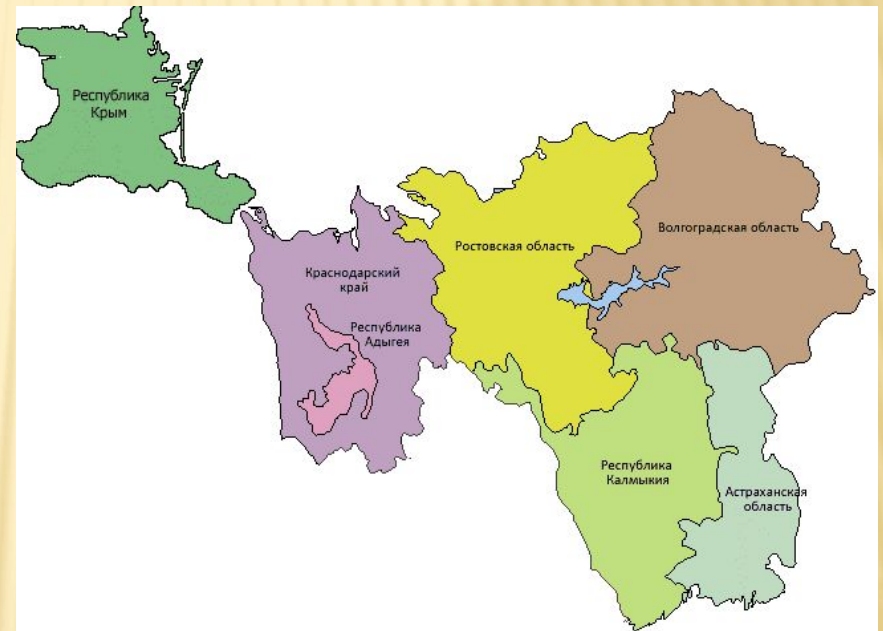 Республика
Крым
Краснодарский
край
Республика
Адыгея
Ростовская область
Волгоградская область
Республика
Калмыкия
Астраханская
область